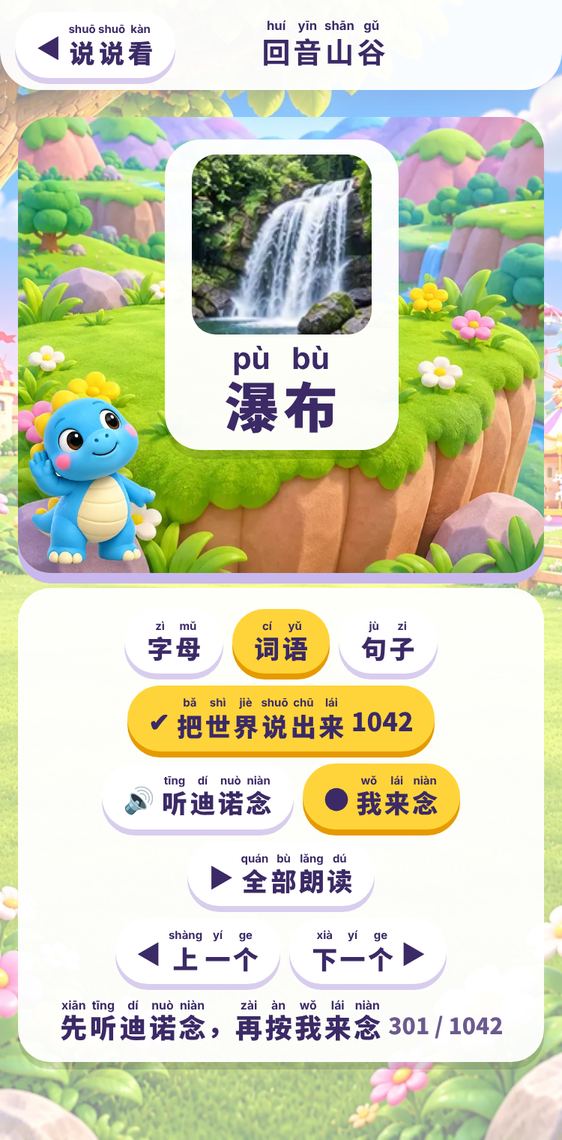 shuō shuō kàn
◀ 说说看
huí yīn shān gǔ
回音山谷
pù bù
瀑布
zì mǔ
字母
cí yǔ
词语
jù zi
句子
bǎ shì jiè shuō chū lái
✔ 把世界说出来 1042
tīng dí nuò niàn
🔊 听迪诺念
wǒ lái niàn
● 我来念
quán bù lǎng dú
▶ 全部朗读
shàng yí ge
◀ 上一个
xià yí ge
下一个 ▶
xiān tīng dí nuò niàn zài àn wǒ lái niàn
先听迪诺念，再按我来念 301 / 1042